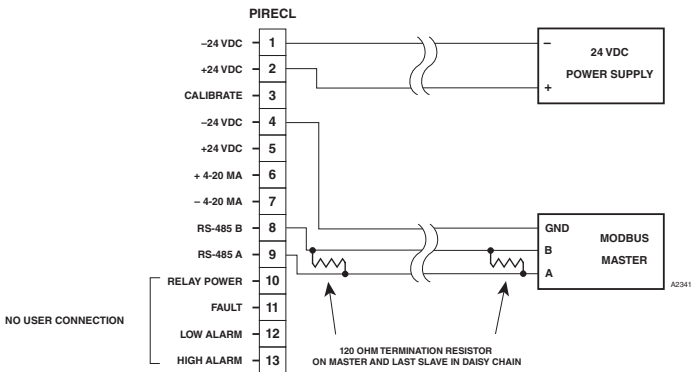 PIRECL
–24 VDC 1
+24 VDC 2
CALIBRATE 3
–24 VDC 4
+24 VDC 5
+ 4-20 MA 6
– 4-20 MA 7
RS-485 B 8
RS-485 A 9
RELAY POWER 10
FAULT 11
LOW ALARM 12
HIGH ALARM 13
NO USER CONNECTION
–
24 VDC
POWER SUPPLY
+
GND
B
A
MODBUS
MASTER
A2341
120 OHM TERMINATION RESISTOR
ON MASTER AND LAST SLAVE IN DAISY CHAIN